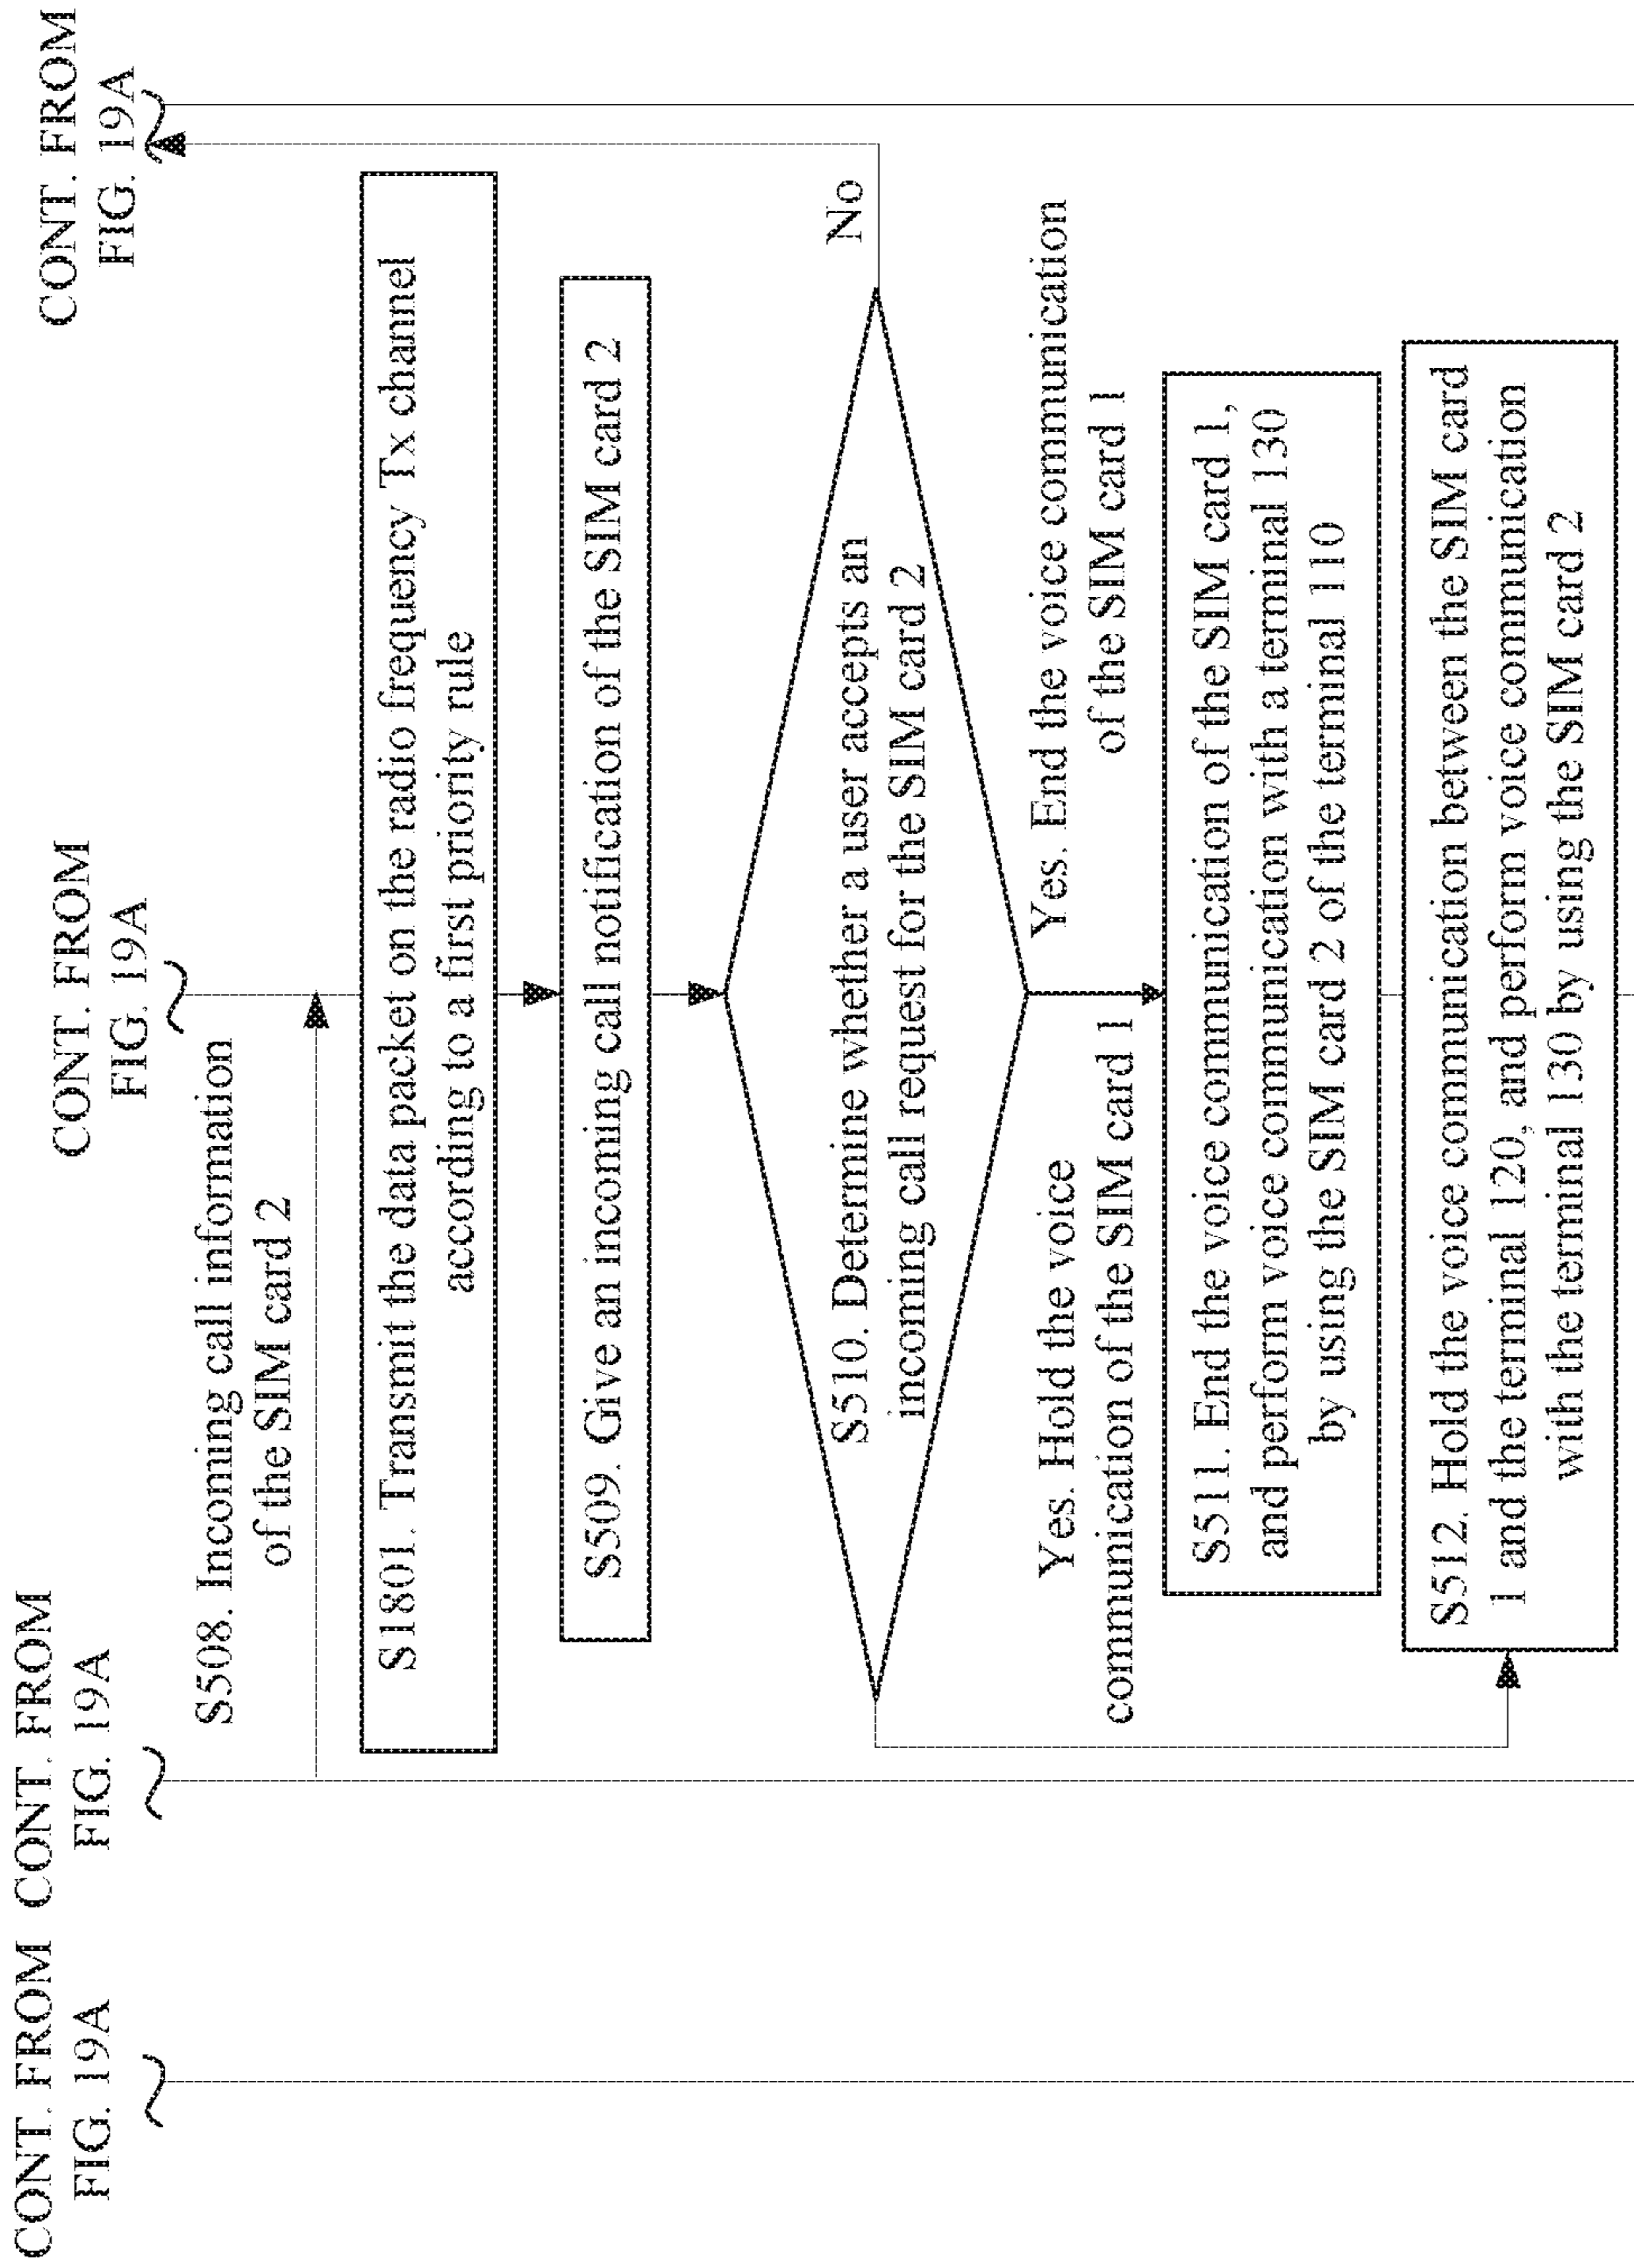 CONT. FROM
FIG. 19A
CONT. FROM
FIG. 19A
CONT. FROM
FIG. 19A
CONT. FROM
FIG. 19A
S508. Incoming call information
of the SIM card 2
S1801. Transmit the data packet on the radio frequency Tx channel
according to a first priority rule
S509. Give an incoming call notification of the SIM card 2
S510. Determine whether a user accepts an
incoming call request for the SIM card 2
No
Yes. Hold the voice
communication of the SIM card 1
Yes. End the voice communication
of the SIM card 1
S511. End the voice communication of the SIM card 1,
and perform voice communication with a terminal 130
by using the SIM card 2 of the terminal 110
S512. Hold the voice communication between the SIM card
1 and the terminal 120, and perform voice communication
with the terminal 130 by using the SIM card 2